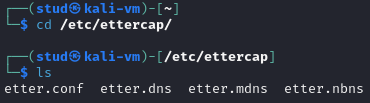 ┌──(stud㉿kali-vm)-[~]
└─$ cd /etc/ettercap/
┌──(stud㉿kali-vm)-[/etc/ettercap]
└─$ ls
etter.conf  etter.dns  etter.mdns  etter.nbns